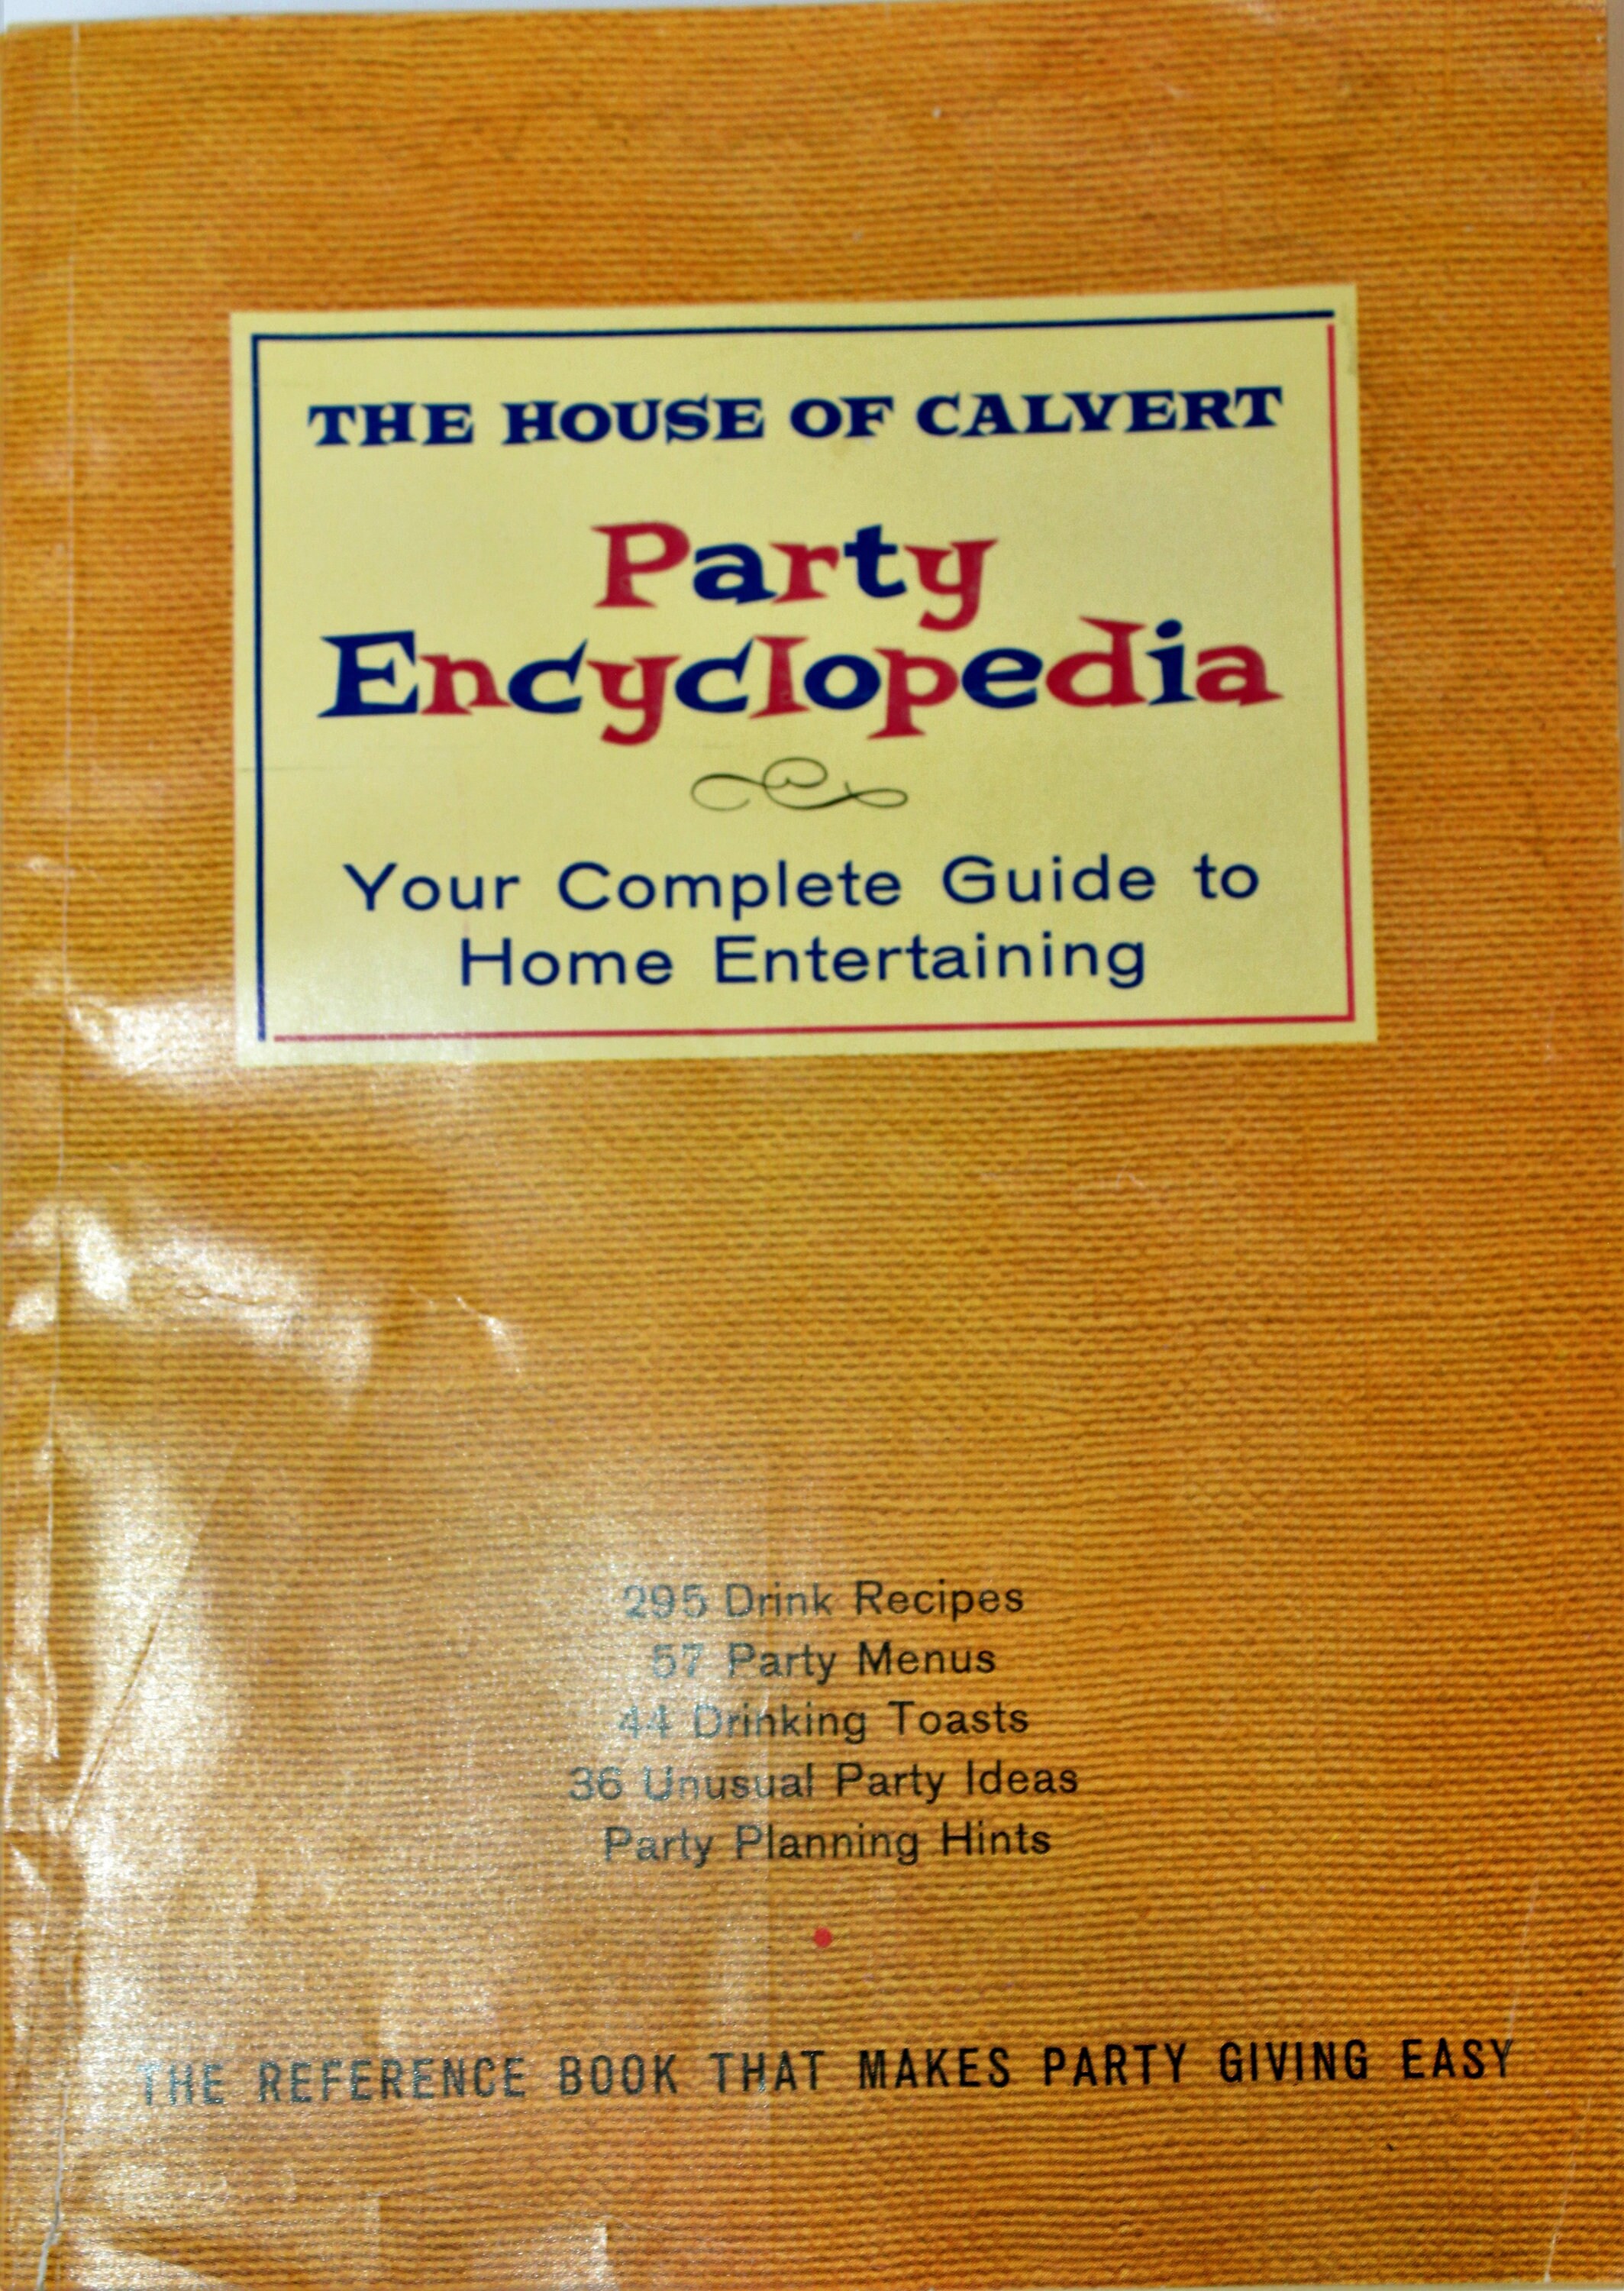 THE HOUSE OF CALVERT
Party
Encyclopedia
Your Complete Guide to
Home Entertaining
295 Drink Recipes
57 Party Menus
44 Drinking Toasts
36 Unusual Party Ideas
Party Planning Hints
THE REFERENCE BOOK THAT MAKES PARTY GIVING EASY